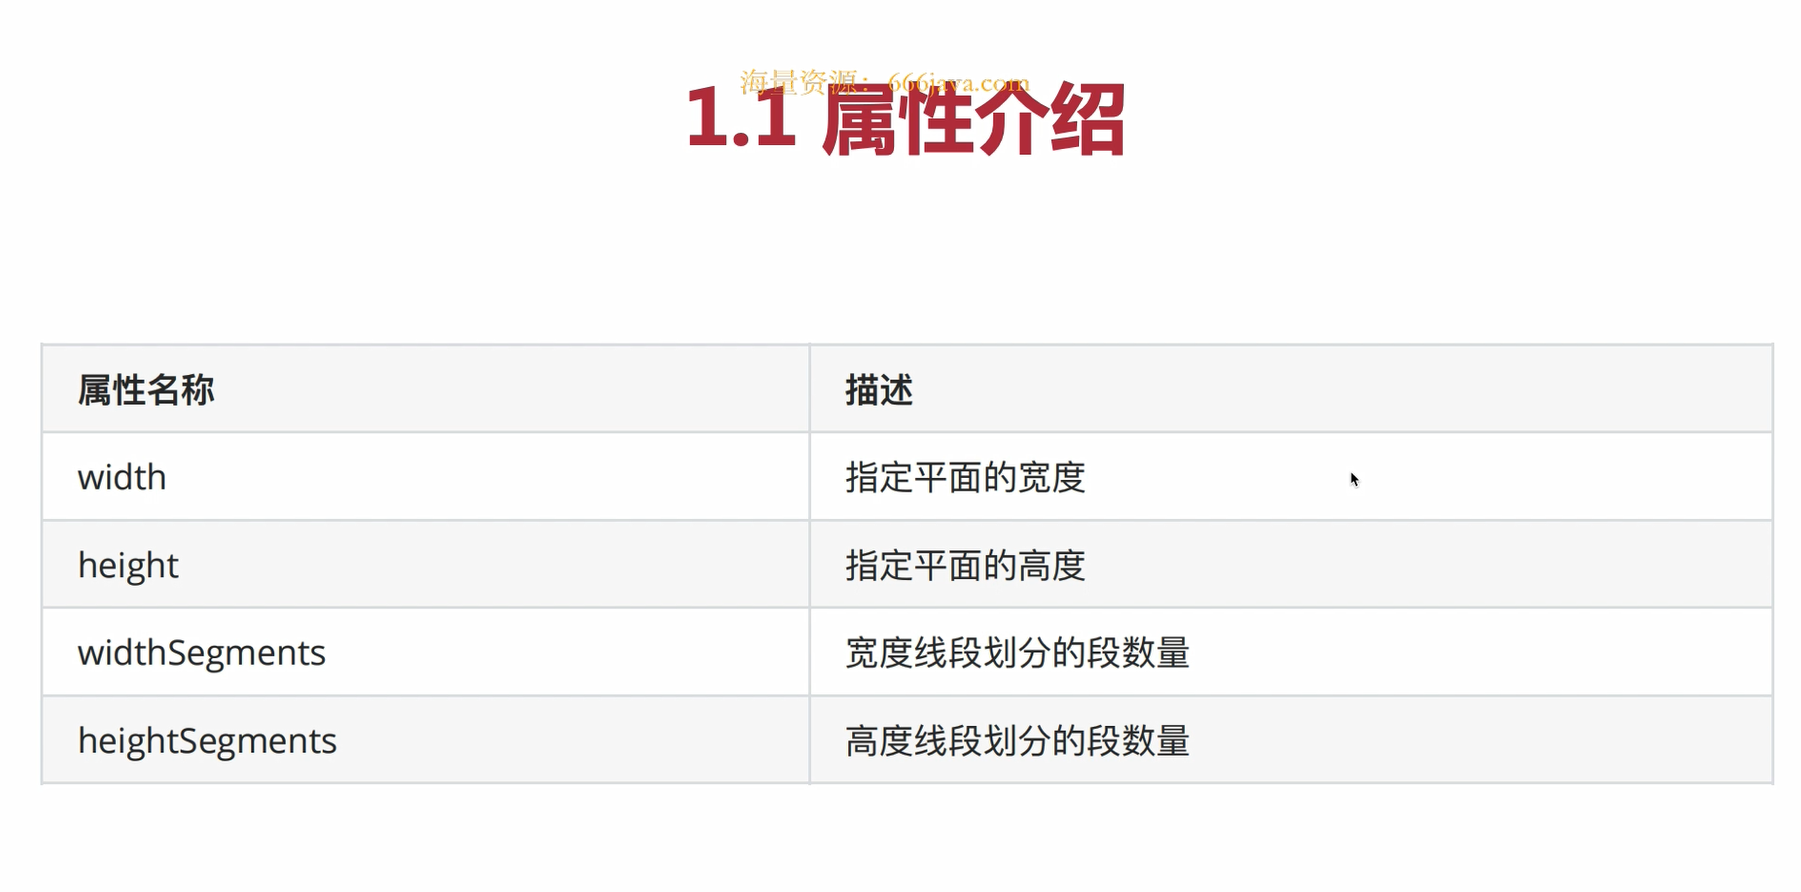 海量资源：666java.com
1.1 属性介绍
属性名称 描述
width 指定平面的宽度
height 指定平面的高度
widthSegments 宽度线段划分的段数量
heightSegments 高度线段划分的段数量